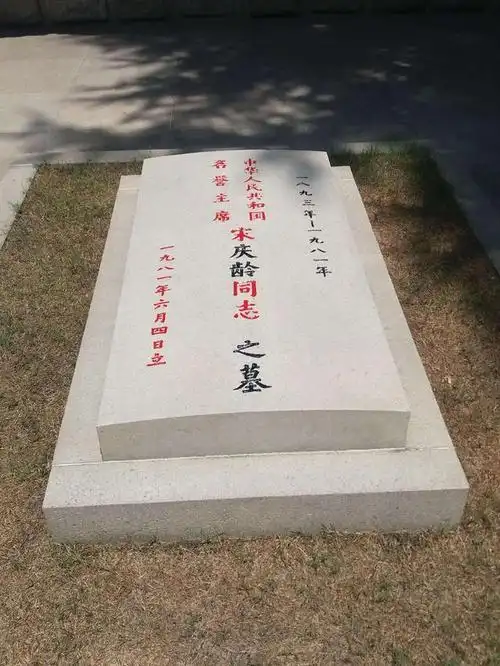 一八九三年－一九八一年
中华人民共和国
名誉主席
宋庆龄同志之墓
一九八一年六月四日立